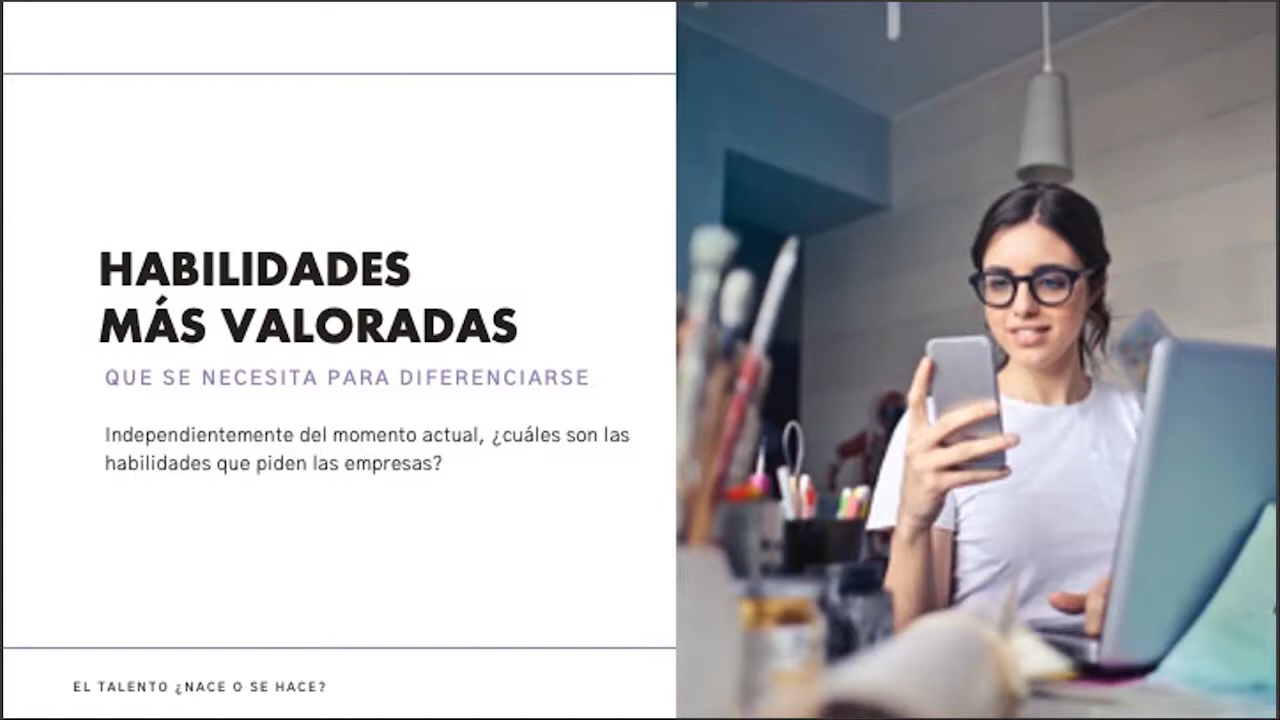 HABILIDADES
MÁS VALORADAS
QUE SE NECESITA PARA DIFERENCIARSE
Independientemente del momento actual, ¿cuáles son las
habilidades que piden las empresas?
EL TALENTO ¿NACE O SE HACE?